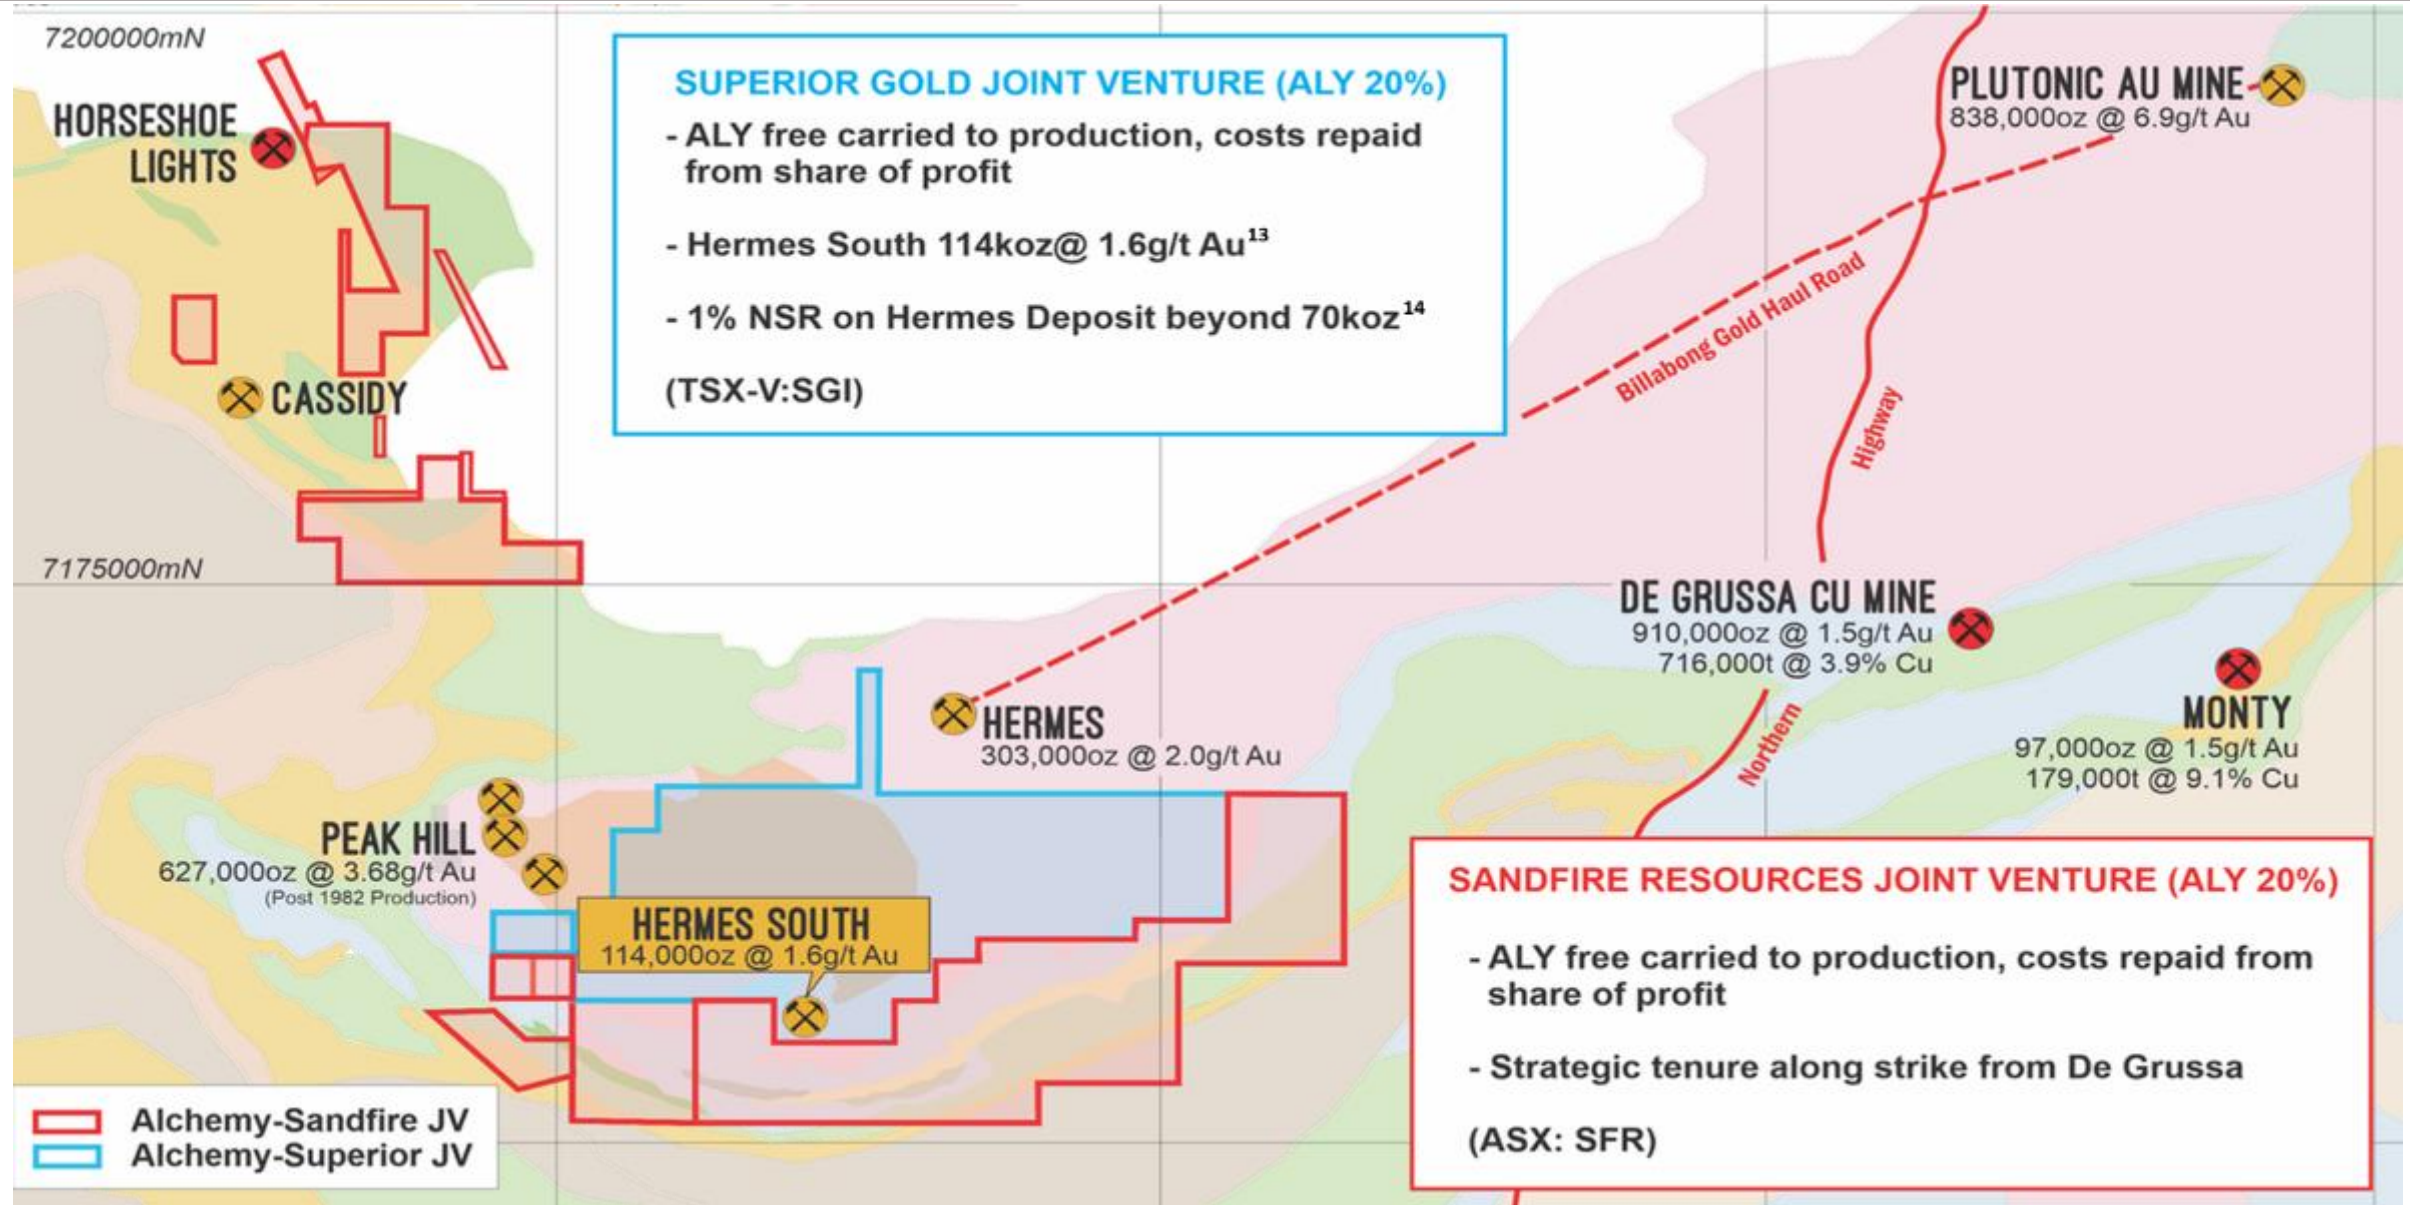 7200000mN
HORSESHOE
LIGHTS
CASSIDY
7175000mN
SUPERIOR GOLD JOINT VENTURE (ALY 20%)
- ALY free carried to production, costs repaid
from share of profit
- Hermes South 114koz@ 1.6g/t Au¹³
- 1% NSR on Hermes Deposit beyond 70koz¹⁴
(TSX-V:SGI)
PLUTONIC AU MINE
838,000oz @ 6.9g/t Au
Billabong Gold Haul Road
Highway
DE GRUSSA CU MINE
910,000oz @ 1.5g/t Au
716,000t @ 3.9% Cu
MONTY
97,000oz @ 1.5g/t Au
179,000t @ 9.1% Cu
Northern
HERMES
303,000oz @ 2.0g/t Au
PEAK HILL
627,000oz @ 3.68g/t Au
(Post 1982 Production)
HERMES SOUTH
114,000oz @ 1.6g/t Au
SANDFIRE RESOURCES JOINT VENTURE (ALY 20%)
- ALY free carried to production, costs repaid from
share of profit
- Strategic tenure along strike from De Grussa
(ASX: SFR)
Alchemy-Sandfire JV
Alchemy-Superior JV